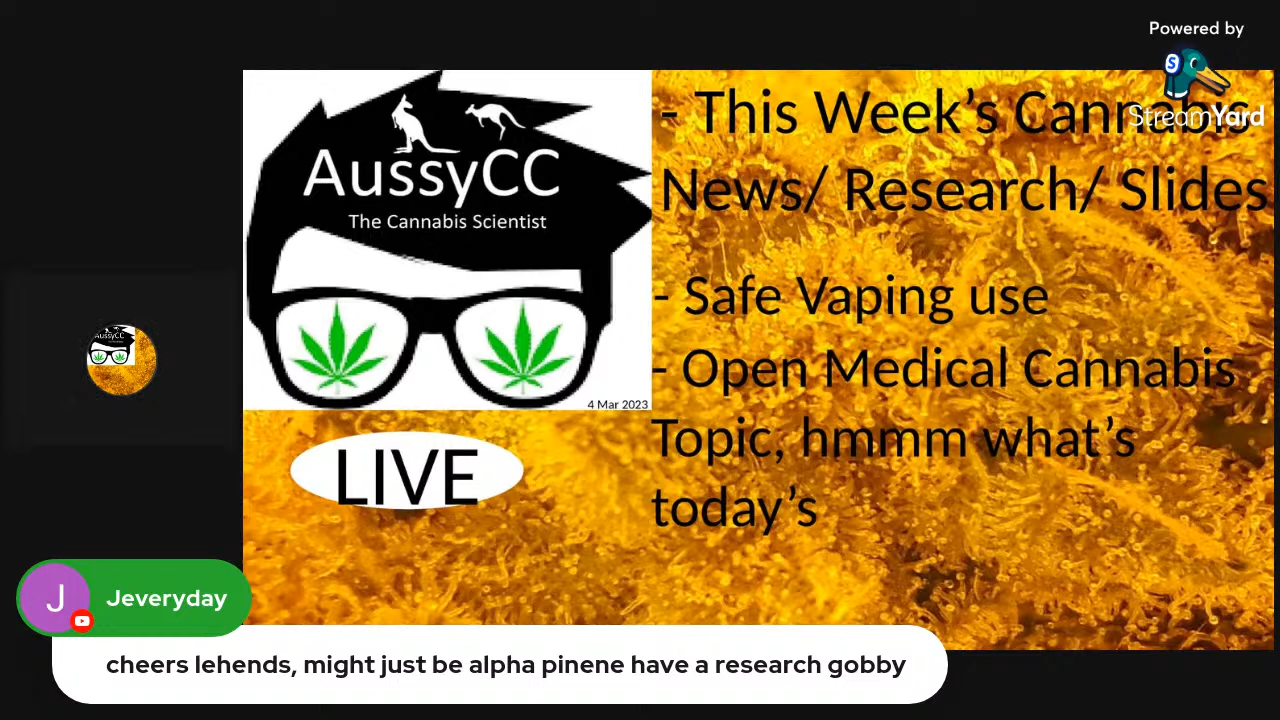 Powered by
StreamYard
- This Week's Cannabis
News/ Research/ Slides
AussyCC
The Cannabis Scientist
- Safe Vaping use
- Open Medical Cannabis
Topic, hmmm what's
today's
4 Mar 2023
LIVE
AussyCC
J
Jeveryday
cheers lehends, might just be alpha pinene have a research gobby